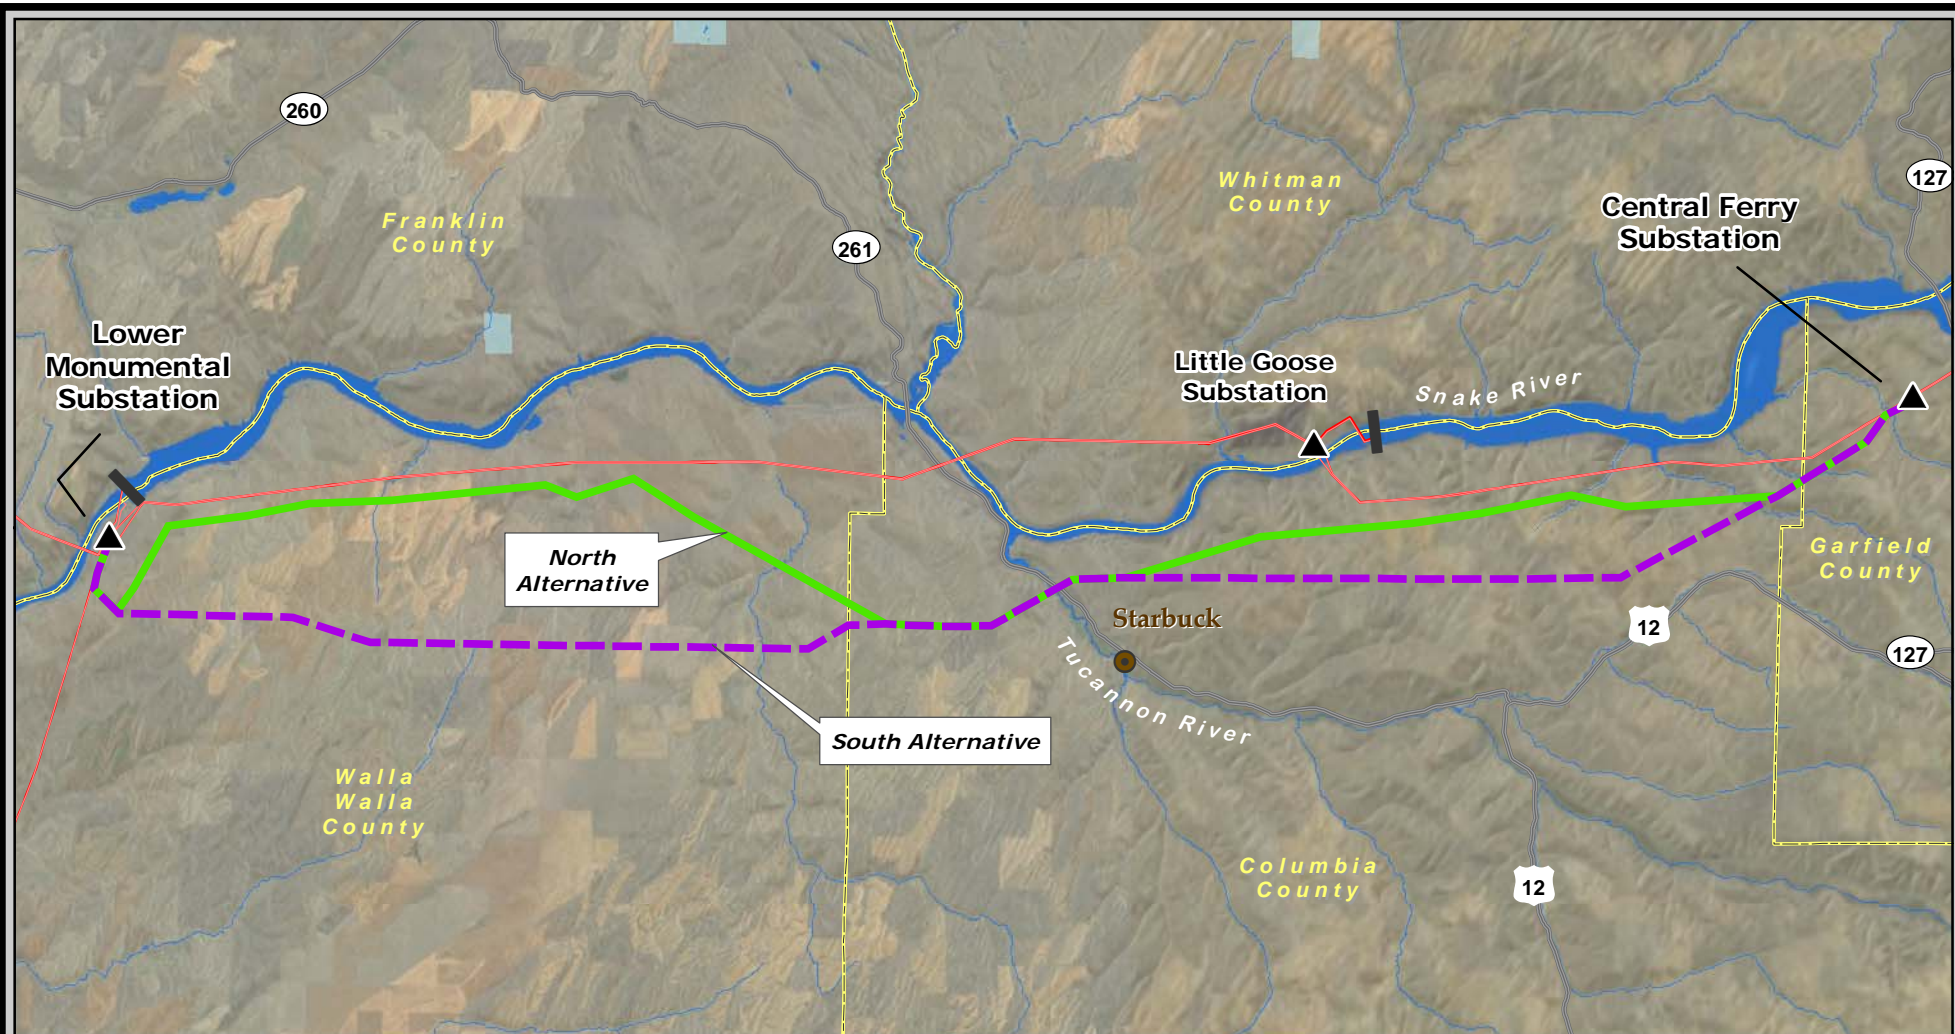 260
Whitman
County
127
Central Ferry
Substation
Franklin
County
261
Lower
Monumental
Substation
Little Goose
Substation
Snake River
North
Alternative
Garfield
County
Starbuck
12
127
Tucannon River
South Alternative
Walla
Walla
County
Columbia
County
12